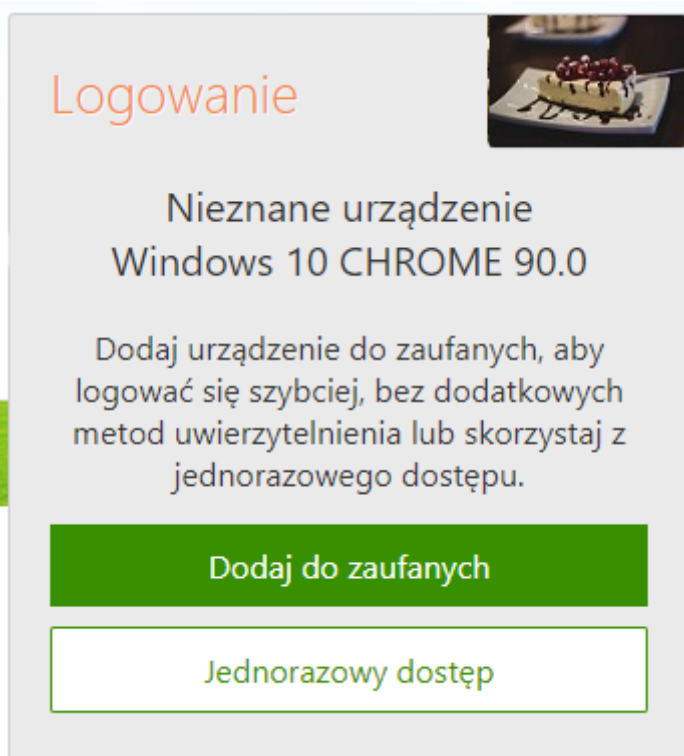 Logowanie
Nieznane urządzenie
Windows 10 CHROME 90.0
Dodaj urządzenie do zaufanych, aby
logować się szybciej, bez dodatkowych
metod uwierzytelnienia lub skorzystaj z
jednorazowego dostępu.
Dodaj do zaufanych
Jednorazowy dostęp